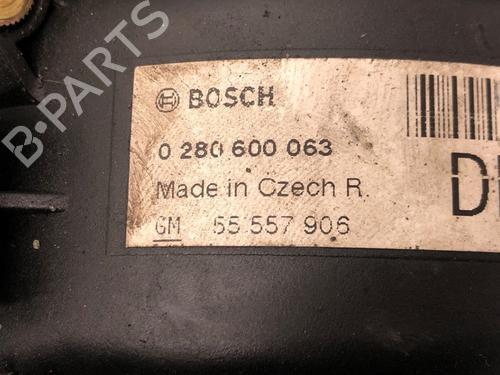 BOSCH
0 280 600 063
Made in Czech R.
GM 55 557 906
B-PARTS